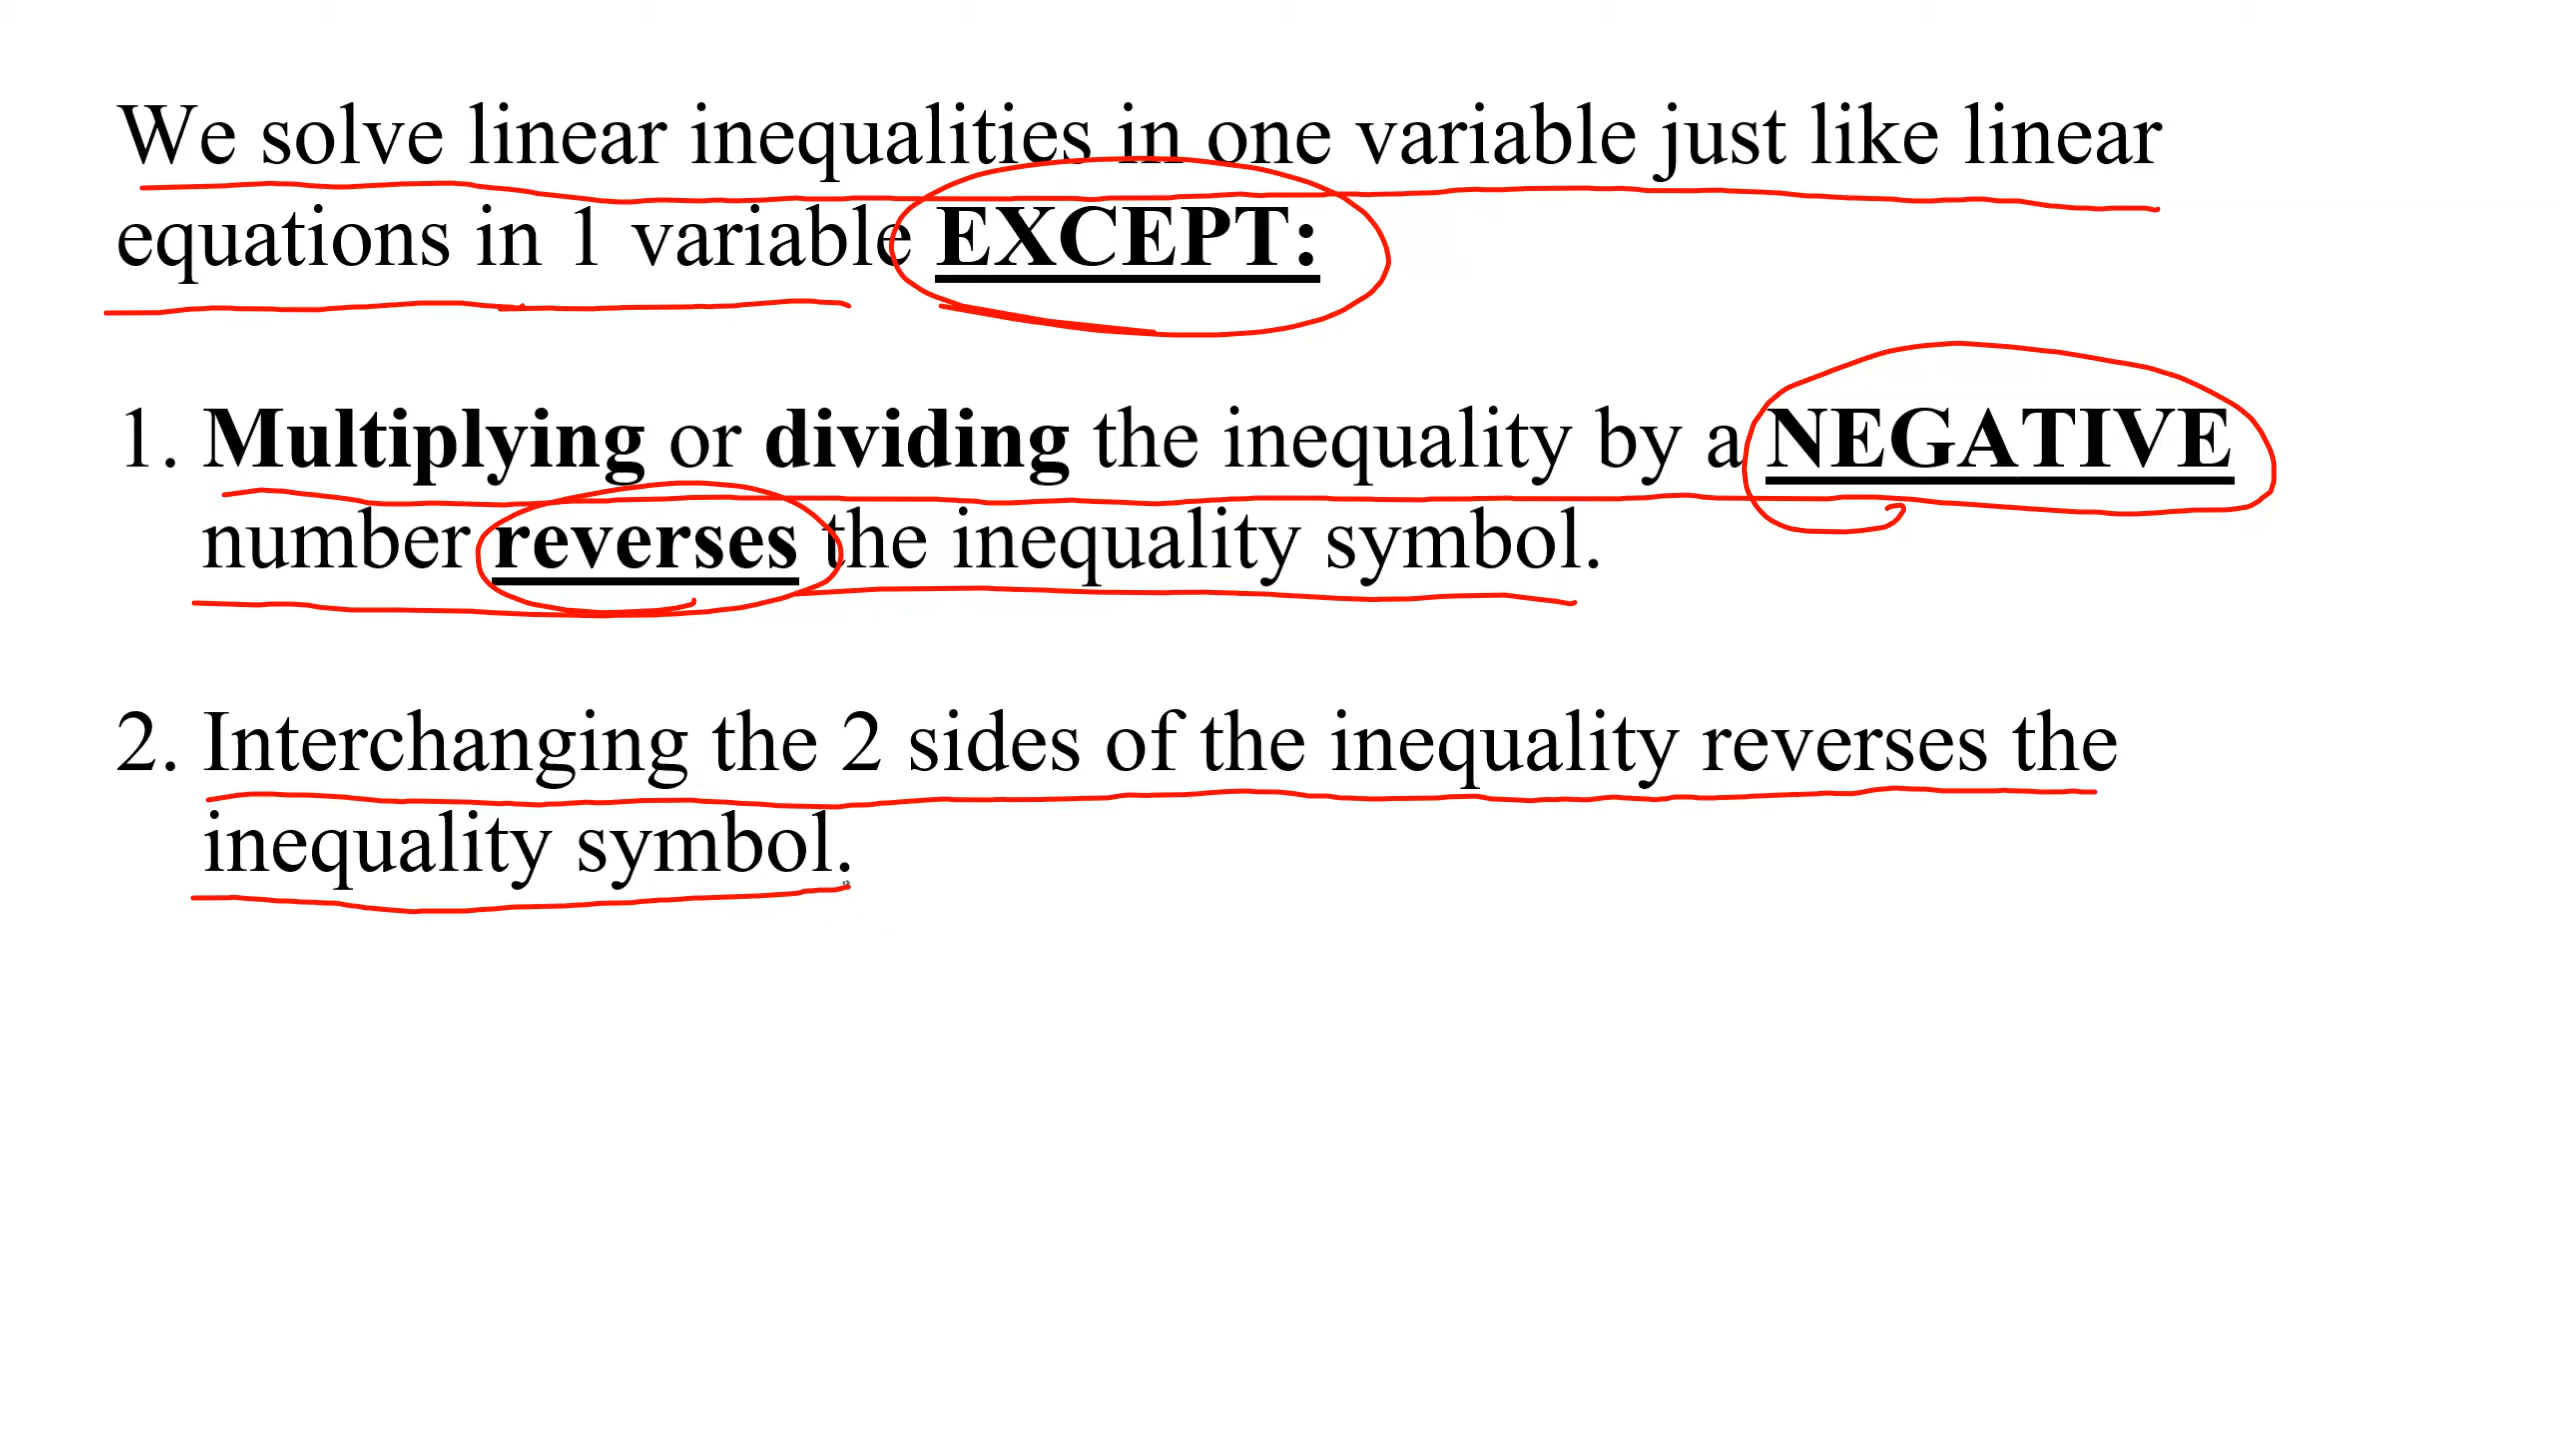 We solve linear inequalities in one variable just like linear
equations in 1 variable EXCEPT:
1. Multiplying or dividing the inequality by a NEGATIVE
number reverses the inequality symbol.
2. Interchanging the 2 sides of the inequality reverses the
inequality symbol.